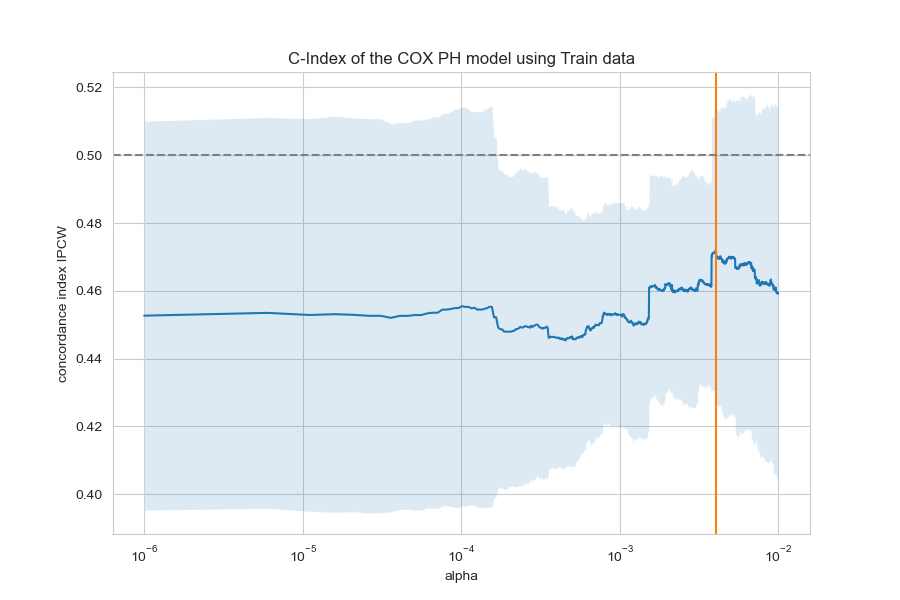 C-Index of the COX PH model using Train data
concordance index IPCW
0.52
0.50
0.48
0.46
0.44
0.42
0.40
10⁻⁶ 10⁻⁵ 10⁻⁴ 10⁻³ 10⁻²
alpha